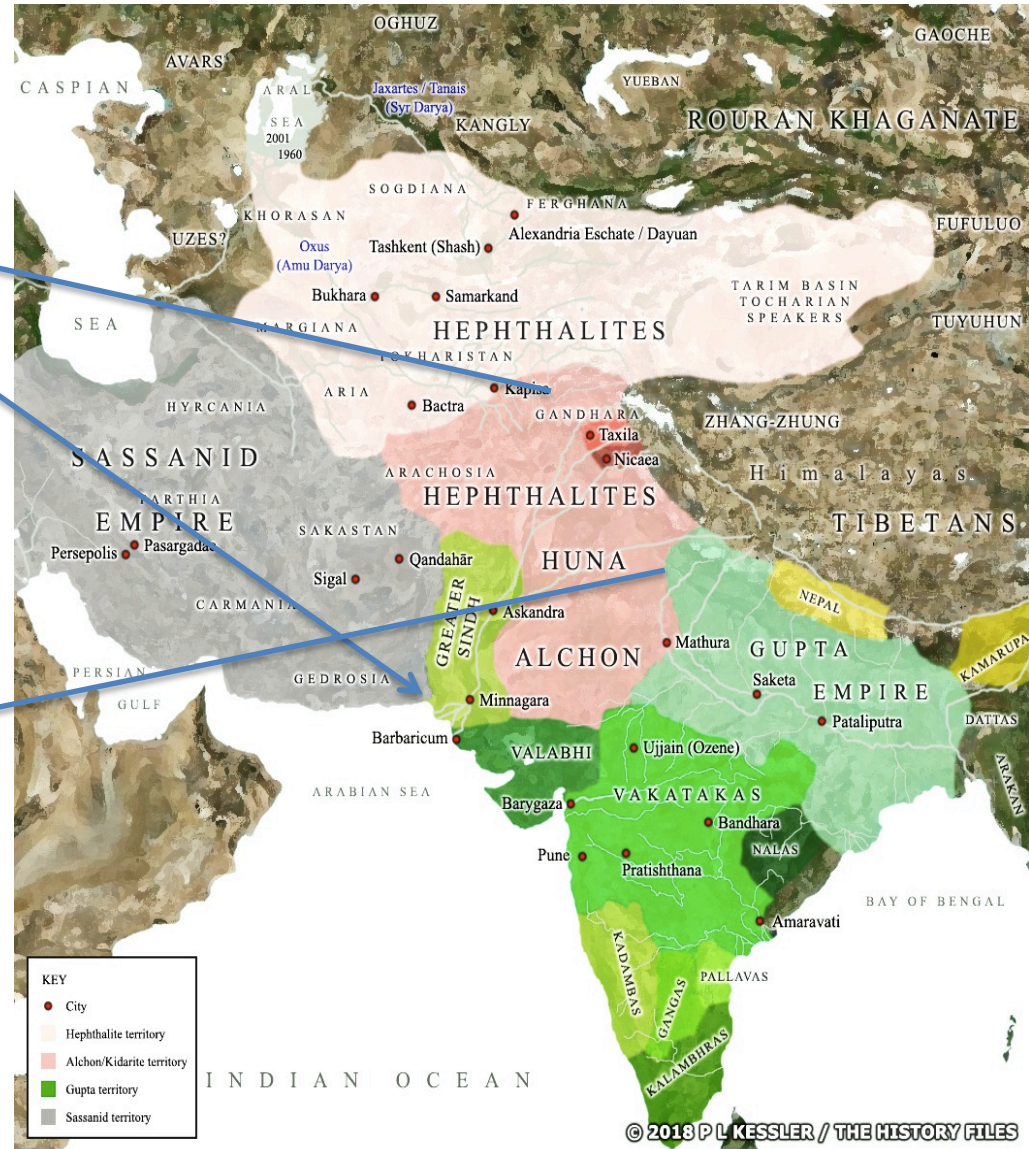 OGHUZ
GAOCHE
AVARS
CASPIAN
YUEBAN
ARAL
Jaxartes / Tanais
(Syr Darya)
SEA
2001
1960
KANGLY
ROURAN KHAGANATE
SOGDIANA
FERGHANA
KHORASAN
Alexandria Eschate / Dayuan
FUFULUO
UZES?
Oxus
(Amu Darya)
Tashkent (Shash)
TARIM BASIN
TOCHARIAN
SPEAKERS
Bukhara
Samarkand
SEA
MARGIANA
HEPHTHALITES
TUYUHUN
TOKHARISTAN
ARIA
Kapisa
HYRCANIA
Bactra
GANDHARA
ZHANG-ZHUNG
Taxila
SASSANID
Nicaea
Himalayas
ARACHOSIA
PARTHIA
HEPHTHALITES
EMPIRE
SAKASTAN
TIBETANS
Persepolis
Pasargadae
Qandahār
HUNA
Sigal
GREATER
SINDH
NEPAL
CARMANIA
Askandra
Mathura
GUPTA
KAMARUPA
ALCHON
PERSIAN
GULF
GEDROSIA
Saketa
EMPIRE
Minnagara
Pataliputra
DATTAS
Barbaricum
VALABHI
Ujjain (Ozene)
ARAKAN
ARABIAN SEA
Barygaza
VAKATAKAS
Bandhara
Pune
Pratishthana
NALAS
BAY OF BENGAL
Amaravati
KADAMBAS
PALLAVAS
GANGAS
KALAMBHRAS
KEY
City
Hephthalite territory
Alchon/Kidarite territory
Gupta territory
Sassanid territory
INDIAN OCEAN
© 2018 P L KESSLER / THE HISTORY FILES